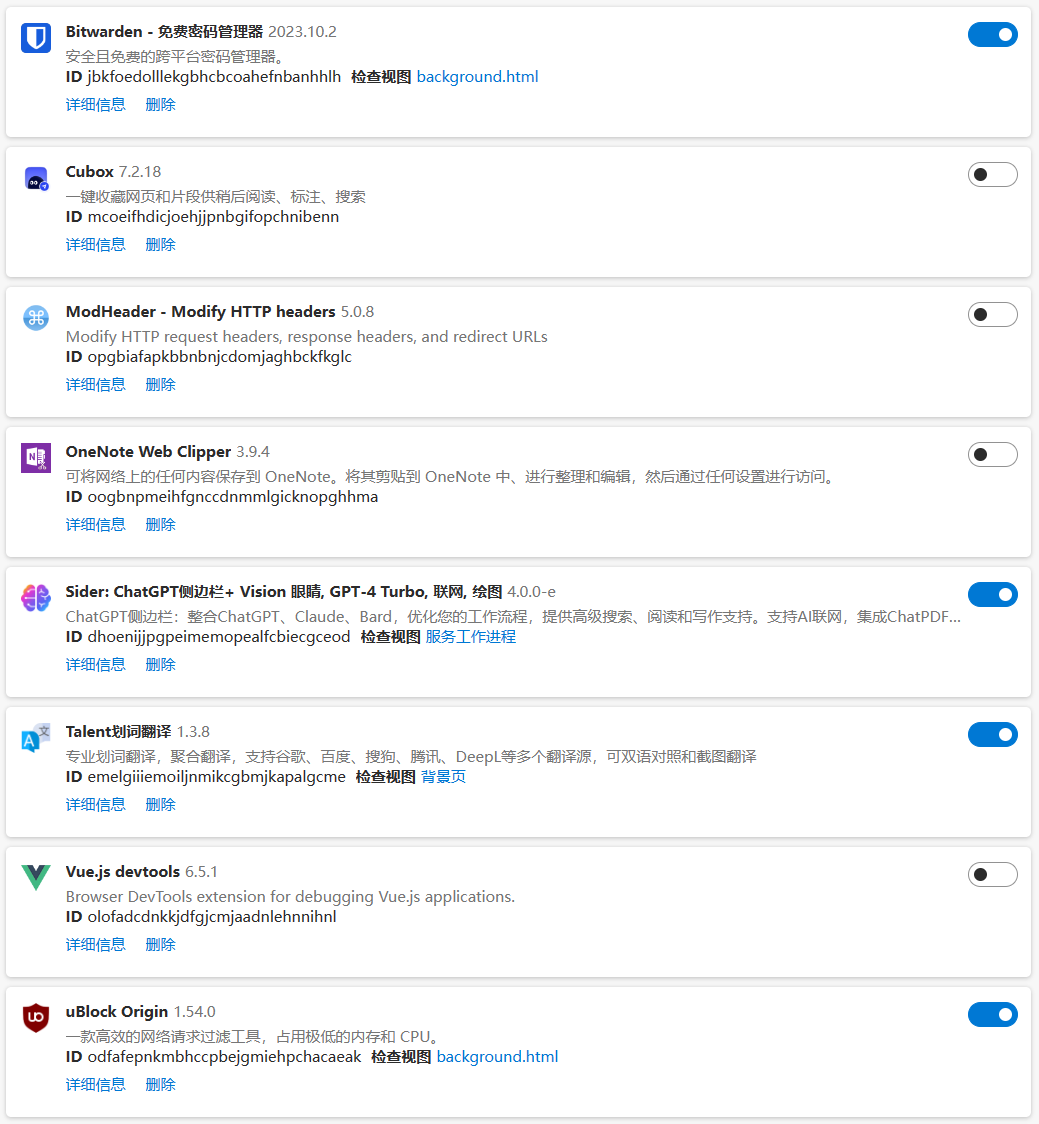 Bitwarden - 免费密码管理器 2023.10.2
安全且免费的跨平台密码管理器。
ID jbkfoedolllekgbhcbcoahefnbanhhlh 检查视图 background.html
详细信息 删除
Cubox 7.2.18
一键收藏网页和片段供稍后阅读、标注、搜索
ID mcoeifhdicjoehjjpnbgifopchnibenn
详细信息 删除
ModHeader - Modify HTTP headers 5.0.8
Modify HTTP request headers, response headers, and redirect URLs
ID opgbiafapkbbnbnjcdomjaghbckfkglc
详细信息 删除
OneNote Web Clipper 3.9.4
可将网络上的任何内容保存到 OneNote。将其剪贴到 OneNote 中、进行整理和编辑，然后通过任何设置进行访问。
ID oogbnpmeihfgnccdnmmlgicknopghhma
详细信息 删除
Sider: ChatGPT侧边栏+ Vision 眼睛, GPT-4 Turbo, 联网, 绘图 4.0.0-e
ChatGPT侧边栏：整合ChatGPT、Claude、Bard，优化您的工作流程，提供高级搜索、阅读和写作支持。支持AI联网，集成ChatPDF...
ID dhoenijjpgpeimemopealfcbiecgceod 检查视图 服务工作进程
详细信息 删除
Talent划词翻译 1.3.8
专业划词翻译，聚合翻译，支持谷歌、百度、搜狗、腾讯、DeepL等多个翻译源，可双语对照和截图翻译
ID emelgiiiemoiljnmikcgbmjkapalgcme 检查视图 背景页
详细信息 删除
Vue.js devtools 6.5.1
Browser DevTools extension for debugging Vue.js applications.
ID olofadcdnkkjdfgjcmjaadnlehnnihnl
详细信息 删除
uBlock Origin 1.54.0
一款高效的网络请求过滤工具，占用极低的内存和 CPU。
ID odfafepnkmbhccpbejgmiehpchacaeak 检查视图 background.html
详细信息 删除